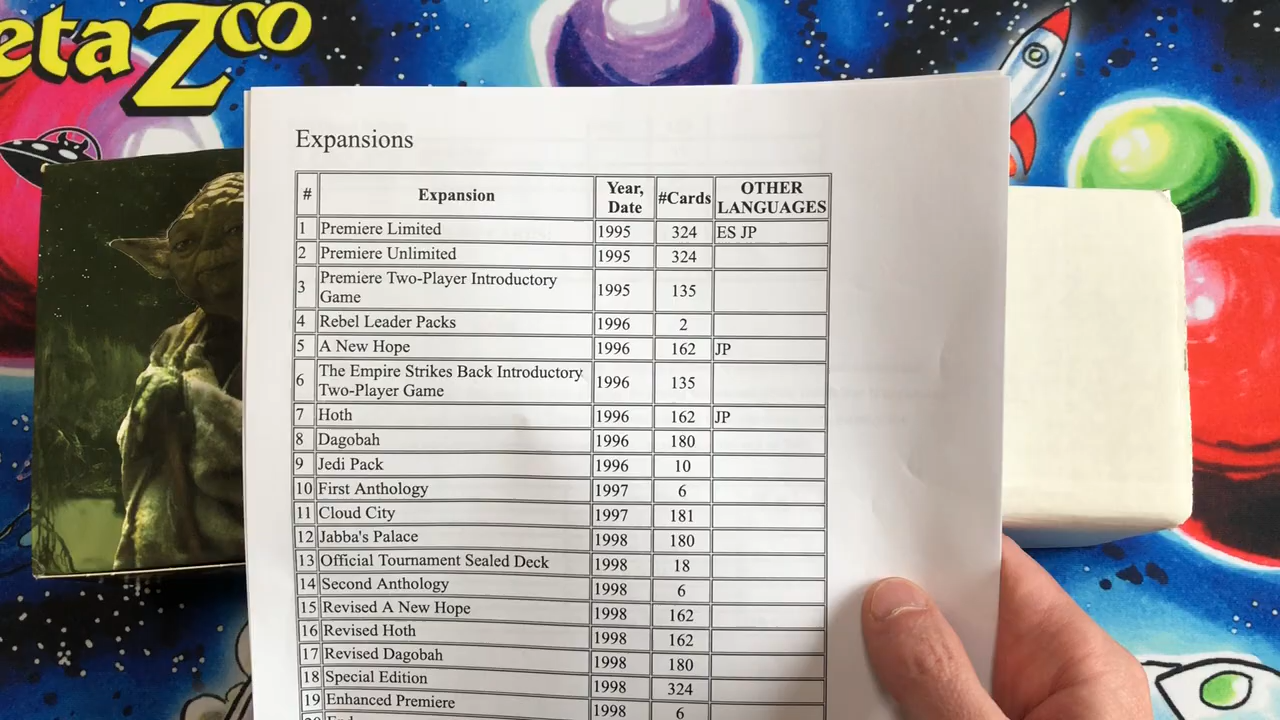 eta Zoo
Expansions
# Expansion Year, Date #Cards OTHER LANGUAGES
1 Premiere Limited 1995 324 ES JP
2 Premiere Unlimited 1995 324
3 Premiere Two-Player Introductory Game 1995 135
4 Rebel Leader Packs 1996 2
5 A New Hope 1996 162 JP
6 The Empire Strikes Back Introductory Two-Player Game 1996 135
7 Hoth 1996 162 JP
8 Dagobah 1996 180
9 Jedi Pack 1996 10
10 First Anthology 1997 6
11 Cloud City 1997 181
12 Jabba's Palace 1998 180
13 Official Tournament Sealed Deck 1998 18
14 Second Anthology 1998 6
15 Revised A New Hope 1998 162
16 Revised Hoth 1998 162
17 Revised Dagobah 1998 180
18 Special Edition 1998 324
19 Enhanced Premiere 1998 6